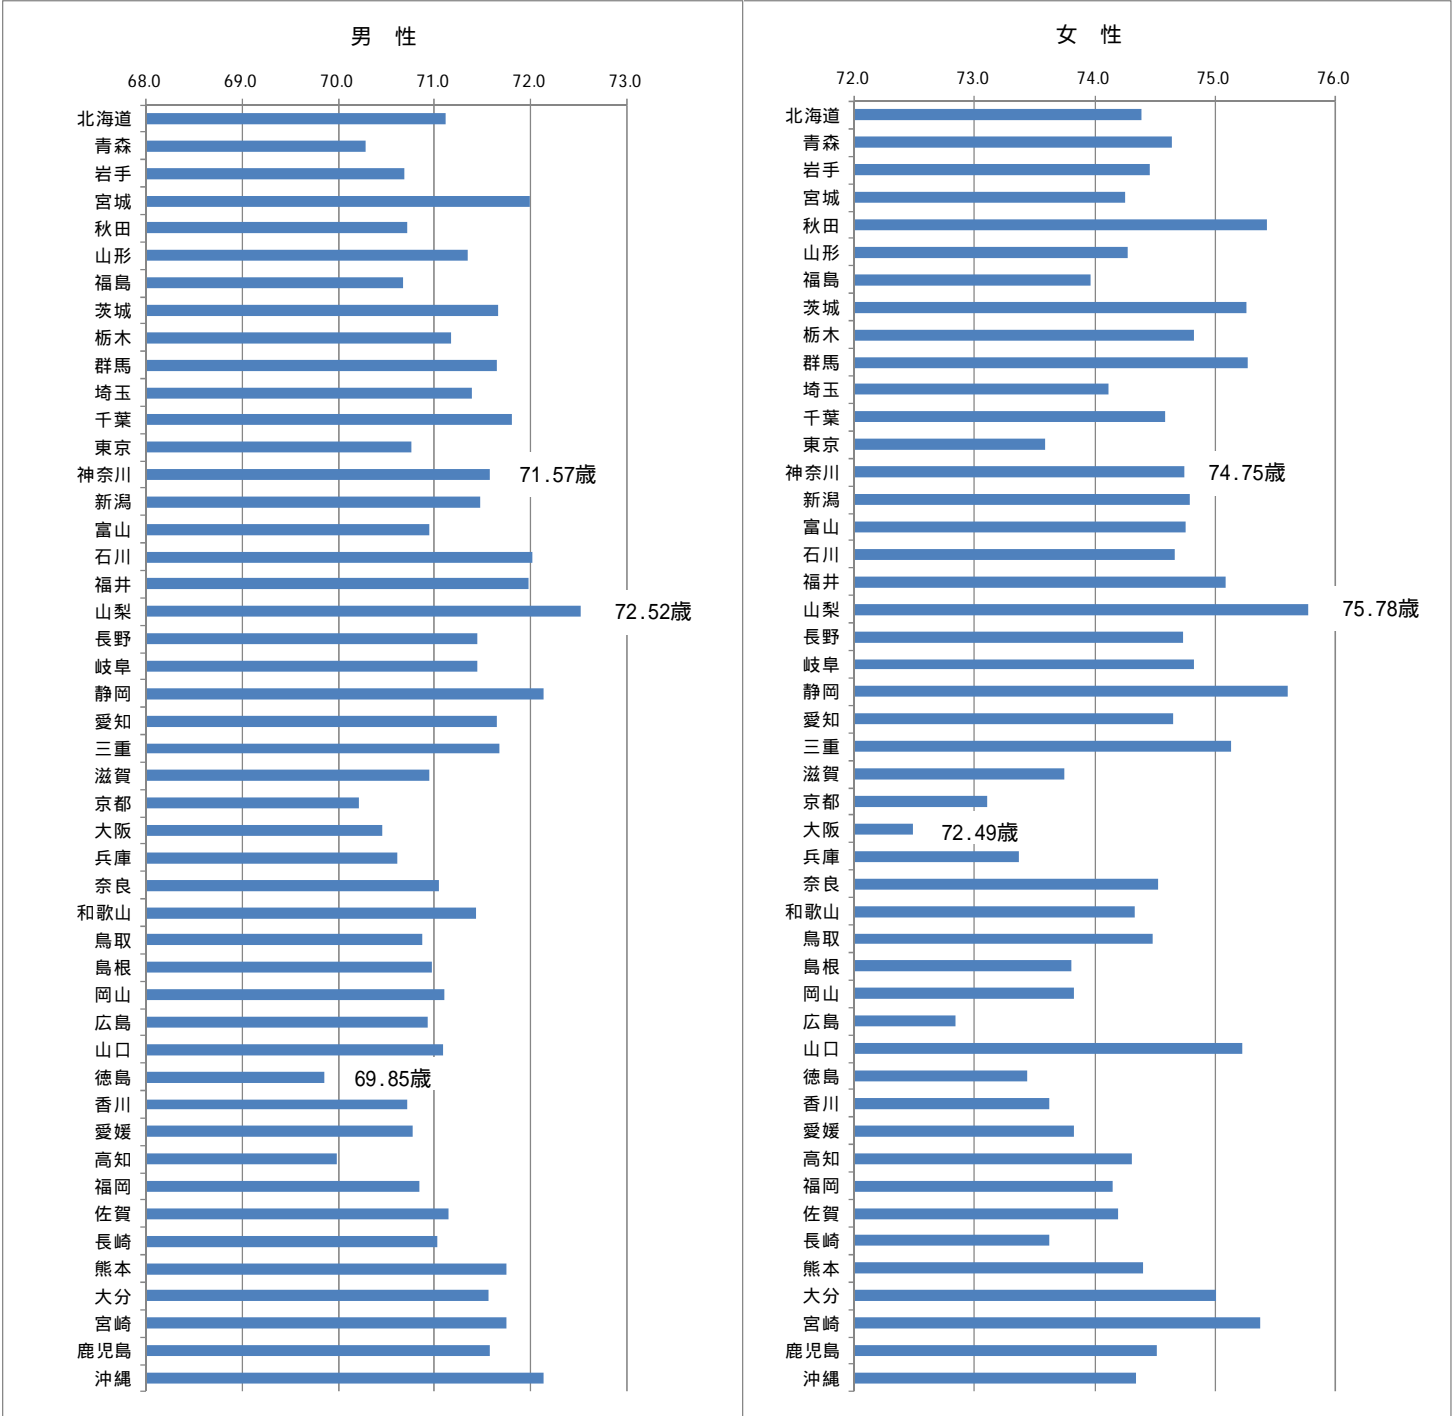 男 性
68.0 69.0 70.0 71.0 72.0 73.0
北海道
青森
岩手
宮城
秋田
山形
福島
茨城
栃木
群馬
埼玉
千葉
東京
神奈川 71.57歳
新潟
富山
石川
福井
山梨 72.52歳
長野
岐阜
静岡
愛知
三重
滋賀
京都
大阪
兵庫
奈良
和歌山
鳥取
島根
岡山
広島
山口
徳島 69.85歳
香川
愛媛
高知
福岡
佐賀
長崎
熊本
大分
宮崎
鹿児島
沖縄
女 性
72.0 73.0 74.0 75.0 76.0
北海道
青森
岩手
宮城
秋田
山形
福島
茨城
栃木
群馬
埼玉
千葉
東京
神奈川 74.75歳
新潟
富山
石川
福井
山梨 75.78歳
長野
岐阜
静岡
愛知
三重
滋賀
京都
大阪 72.49歳
兵庫
奈良
和歌山
鳥取
島根
岡山
広島
山口
徳島
香川
愛媛
高知
福岡
佐賀
長崎
熊本
大分
宮崎
鹿児島
沖縄